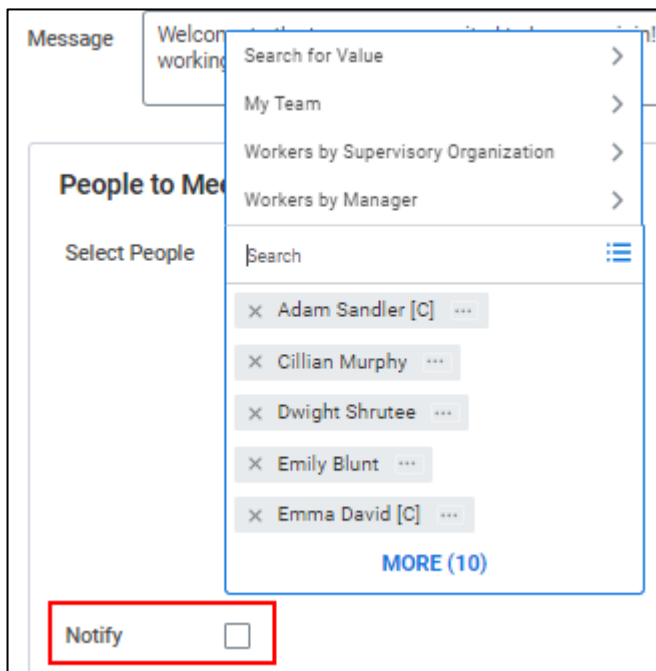 Message
Welcom
working
Search for Value
My Team
Workers by Supervisory Organization
Workers by Manager
People to Mee
Select People
Search
× Adam Sandler [C] ···
× Cillian Murphy ···
× Dwight Shrutee ···
× Emily Blunt ···
× Emma David [C] ···
MORE (10)
Notify